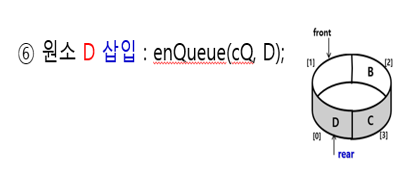 ⑥ 원소 D 삽입 : enQueue(cQ, D);
front
[1]
[2]
B
D
C
[0]
[3]
rear